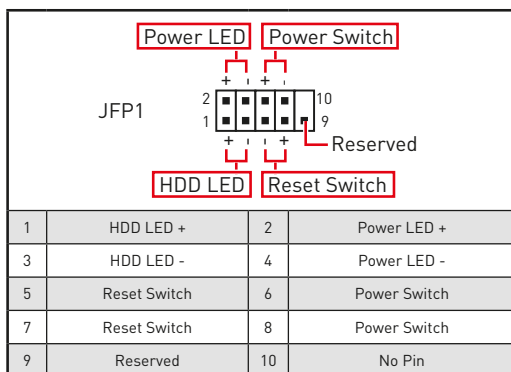 Power LED Power Switch
+ - + -
2 10
JFP1
1 9
+ - - +
Reserved
HDD LED Reset Switch
1 HDD LED + 2 Power LED +
3 HDD LED - 4 Power LED -
5 Reset Switch 6 Power Switch
7 Reset Switch 8 Power Switch
9 Reserved 10 No Pin